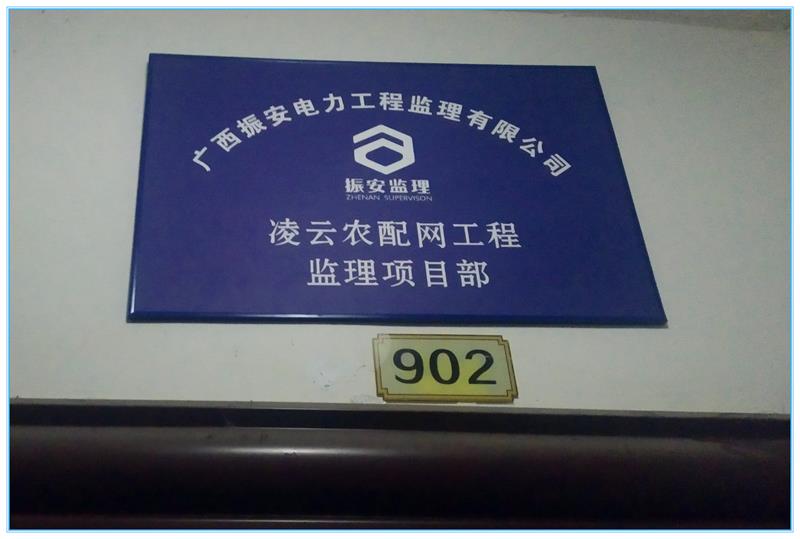 广西振安电力工程监理有限公司
振安监理
ZHENAN SUPERVISON
凌云农配网工程
监理项目部
902